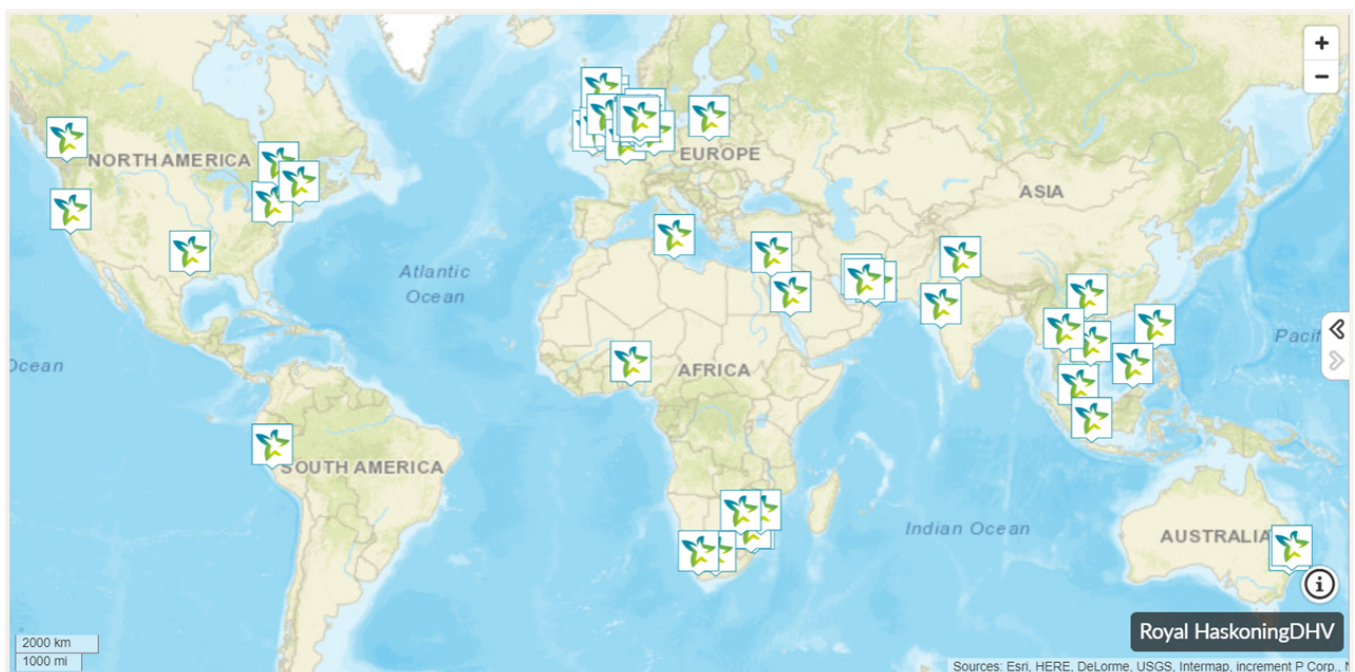 +
−
NORTH AMERICA
EUROPE
ASIA
Atlantic
Ocean
Pacif
Ocean
AFRICA
SOUTH AMERICA
Indian Ocean
AUSTRALIA
i
Royal HaskoningDHV
2000 km
1000 mi
Sources: Esri, HERE, DeLorme, USGS, Intermap, increment P Corp., N